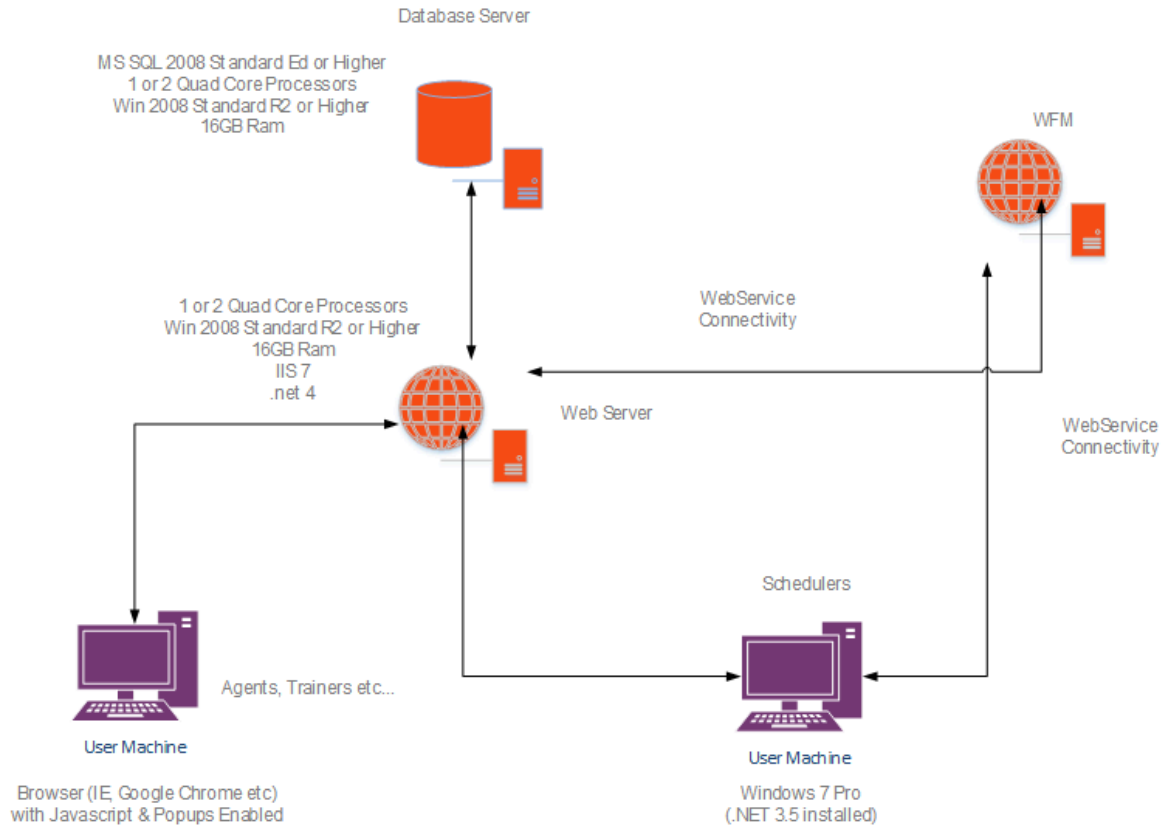 Database Server
MS SQL 2008 Standard Ed or Higher
1 or 2 Quad Core Processors
Win 2008 Standard R2 or Higher
16GB Ram
WFM
1 or 2 Quad Core Processors
Win 2008 Standard R2 or Higher
16GB Ram
IIS 7
.net 4
WebService
Connectivity
Web Server
WebService
Connectivity
Schedulers
Agents, Trainers etc...
User Machine
User Machine
Browser (IE, Google Chrome etc)
with Javascript & Popups Enabled
Windows 7 Pro
(.NET 3.5 installed)